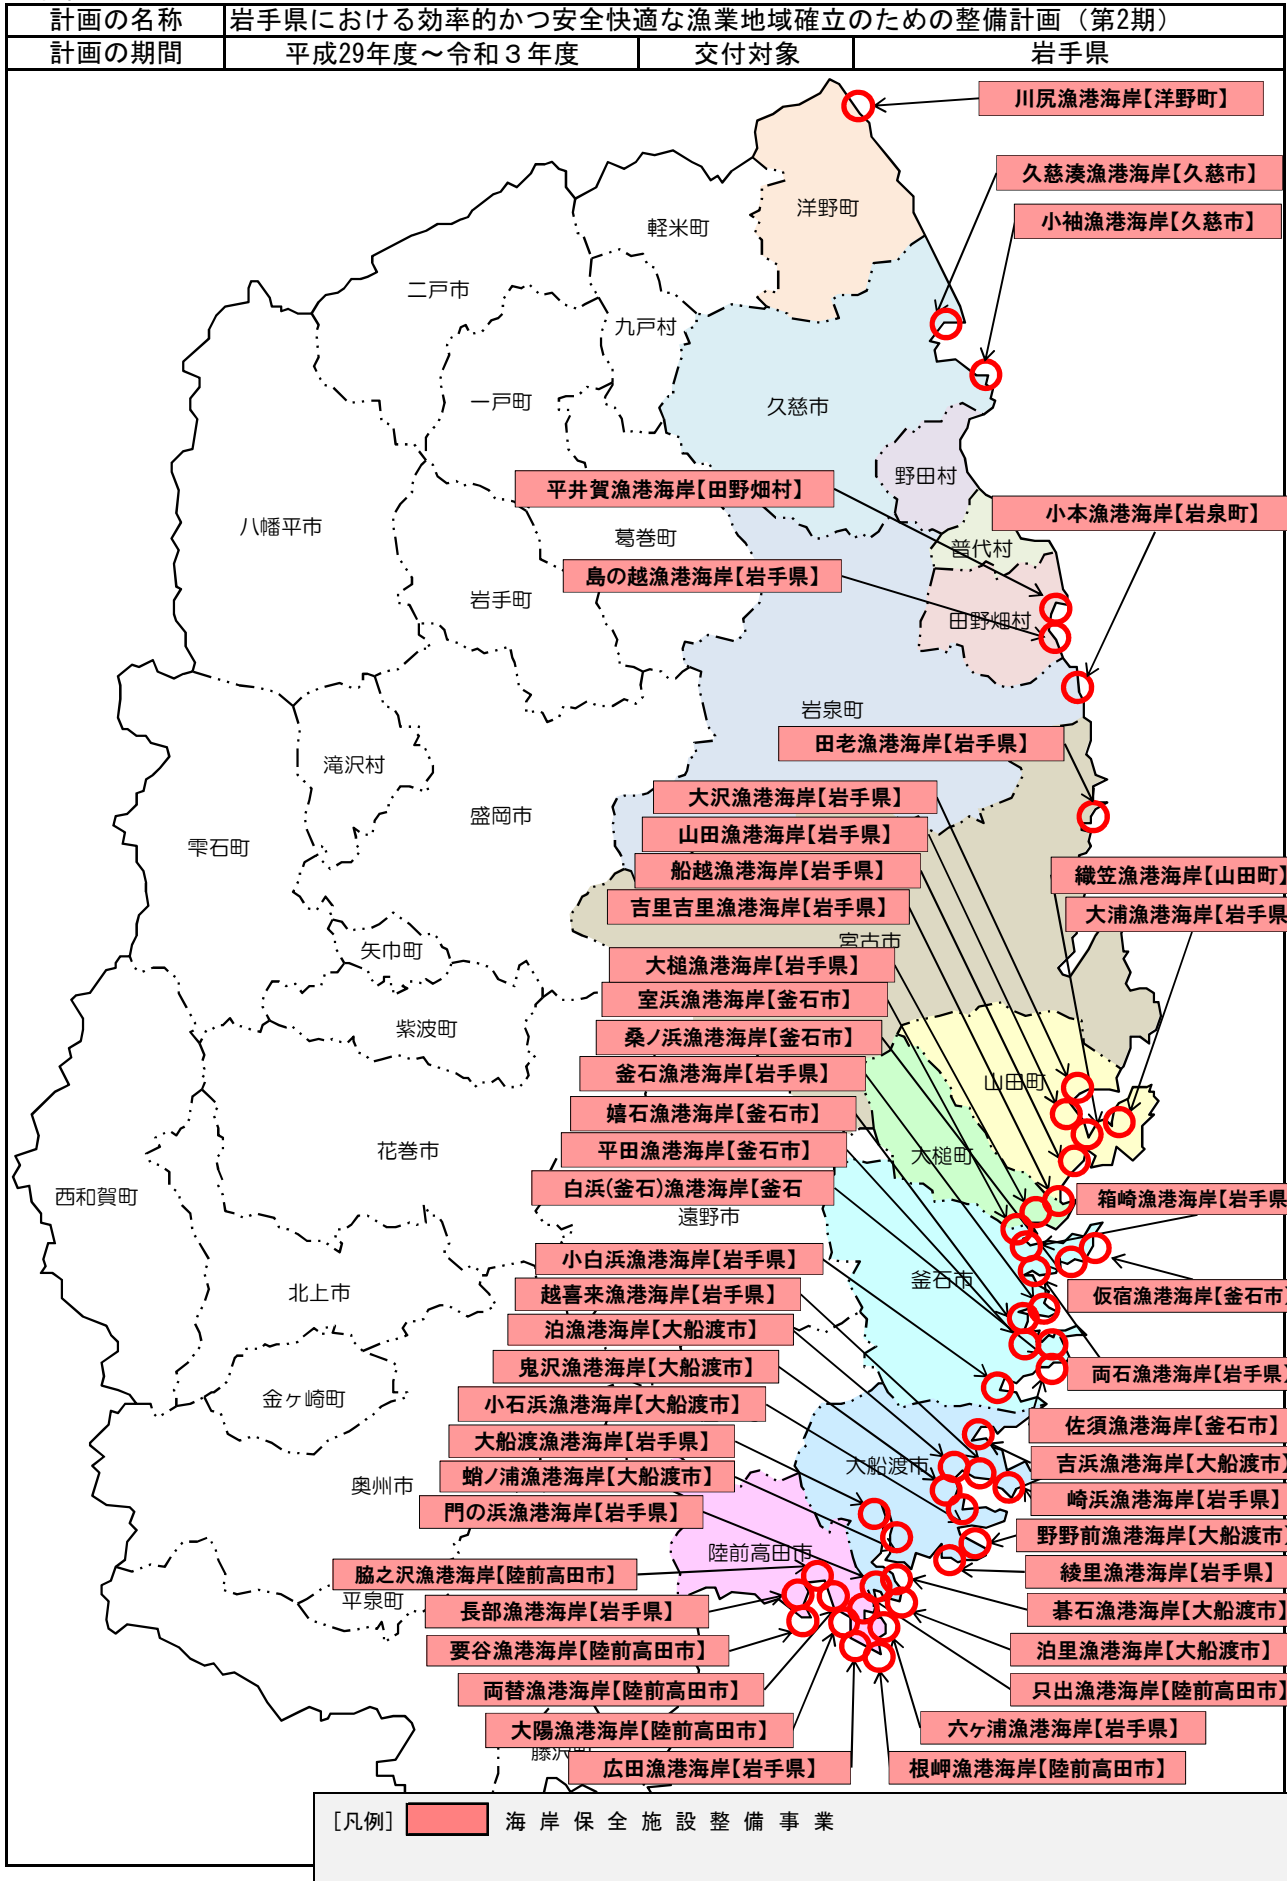 計画の名称 岩手県における効率的かつ安全快適な漁業地域確立のための整備計画（第2期）
計画の期間 平成29年度～令和３年度 交付対象 岩手県
川尻漁港海岸【洋野町】
久慈湊漁港海岸【久慈市】
洋野町
小袖漁港海岸【久慈市】
軽米町
二戸市
九戸村
一戸町
久慈市
野田村
平井賀漁港海岸【田野畑村】
小本漁港海岸【岩泉町】
八幡平市
葛巻町
普代村
島の越漁港海岸【岩手県】
岩手町
田野畑村
岩泉町
田老漁港海岸【岩手県】
滝沢村
大沢漁港海岸【岩手県】
盛岡市
山田漁港海岸【岩手県】
雫石町
船越漁港海岸【岩手県】
織笠漁港海岸【山田町】
吉里吉里漁港海岸【岩手県】
大浦漁港海岸【岩手県
宮古市
矢巾町
大槌漁港海岸【岩手県】
室浜漁港海岸【釜石市】
紫波町
桑ノ浜漁港海岸【釜石市】
釜石漁港海岸【岩手県】
山田町
嬉石漁港海岸【釜石市】
花巻市
平田漁港海岸【釜石市】
大槌町
白浜(釜石)漁港海岸【釜石
西和賀町
箱崎漁港海岸【岩手県
遠野市
小白浜漁港海岸【岩手県】
釜石市
北上市
越喜来漁港海岸【岩手県】
仮宿漁港海岸【釜石市】
泊漁港海岸【大船渡市】
鬼沢漁港海岸【大船渡市】
両石漁港海岸【岩手県】
金ヶ崎町
小石浜漁港海岸【大船渡市】
佐須漁港海岸【釜石市】
大船渡漁港海岸【岩手県】
大船渡市
吉浜漁港海岸【大船渡市】
蛸ノ浦漁港海岸【大船渡市】
奥州市
崎浜漁港海岸【岩手県】
門の浜漁港海岸【岩手県】
野野前漁港海岸【大船渡市】
陸前高田市
脇之沢漁港海岸【陸前高田市】
綾里漁港海岸【岩手県】
平泉町
長部漁港海岸【岩手県】
碁石漁港海岸【大船渡市】
要谷漁港海岸【陸前高田市】
泊里漁港海岸【大船渡市】
両替漁港海岸【陸前高田市】
只出漁港海岸【陸前高田市】
大陽漁港海岸【陸前高田市】
六ヶ浦漁港海岸【岩手県】
藤沢町
広田漁港海岸【岩手県】
根岬漁港海岸【陸前高田市】
［凡例］ 海岸保全施設整備事業